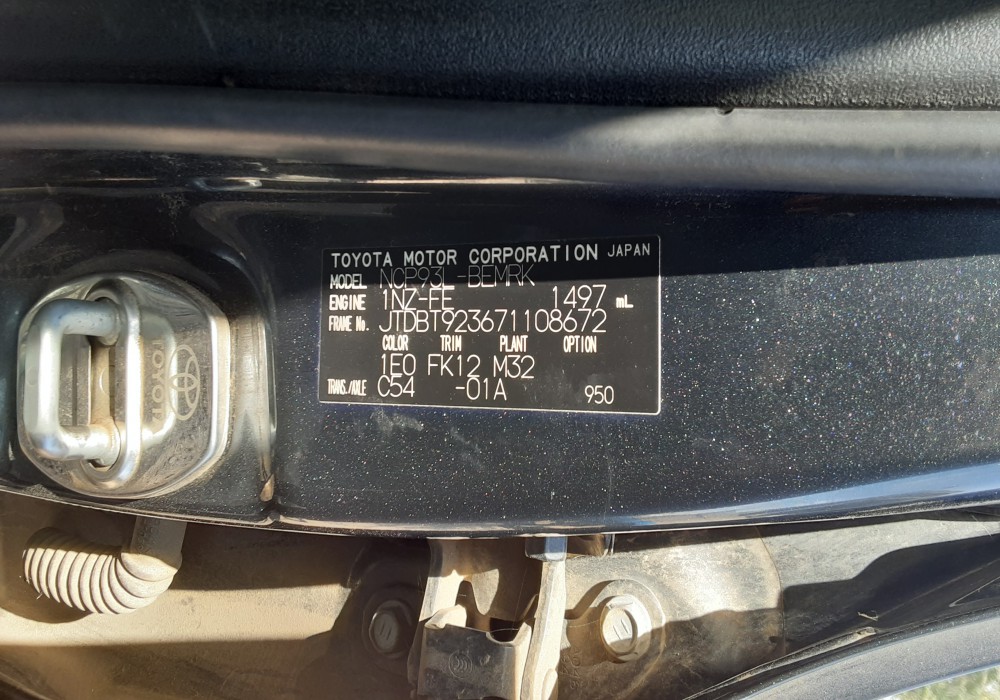 TOYOTA MOTOR CORPORATION JAPAN
MODEL NCP93L-BEMRK
ENGINE 1NZ-FE 1497 mL
FRAME No. JTDBT923671108672
COLOR TRIM PLANT OPTION
1E0 FK12 M32
TRANS./AXLE C54 -01A 950
TOYOTA